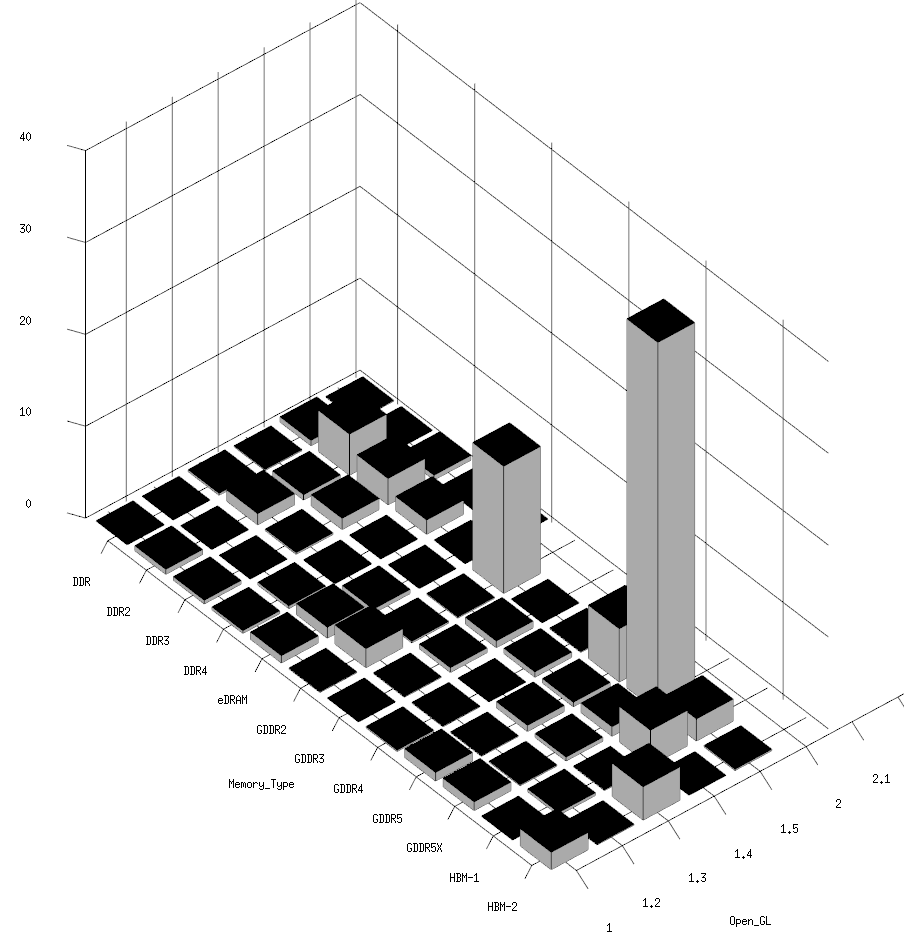 40
30
20
10
0
DDR
DDR2
DDR3
DDR4
eDRAM
GDDR2
GDDR3
GDDR4
GDDR5
GDDR5X
HBM-1
HBM-2
Memory_Type
1
1.2
1.3
1.4
1.5
2
2.1
Open_GL